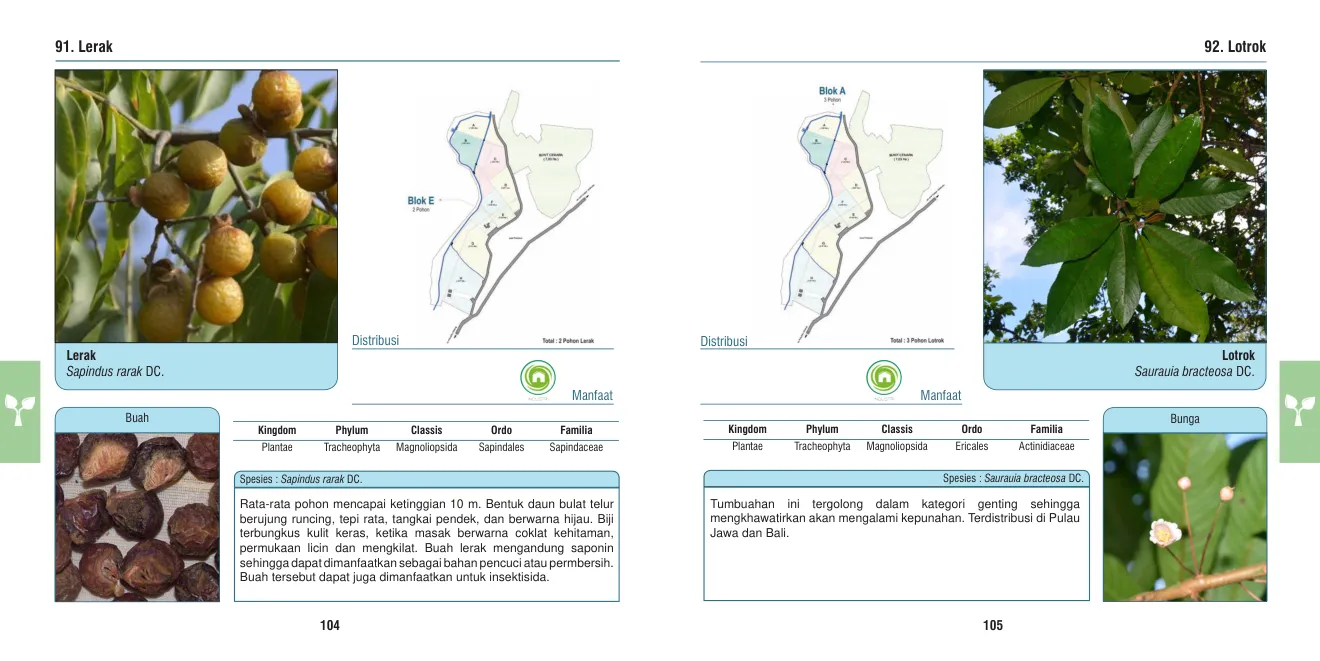 91. Lerak
Blok E
2 Pohon
Distribusi
Total : 2 Pohon Lerak
Manfaat
Lerak
Sapindus rarak DC.
Buah
Kingdom Phylum Classis Ordo Familia
Plantae Tracheophyta Magnoliopsida Sapindales Sapindaceae
Spesies : Sapindus rarak DC.
Rata-rata pohon mencapai ketinggian 10 m. Bentuk daun bulat telur
berujung runcing, tepi rata, tangkai pendek, dan berwarna hijau. Biji
terbungkus kulit keras, ketika masak berwarna coklat kehitaman,
permukaan licin dan mengkilat. Buah lerak mengandung saponin
sehingga dapat dimanfaatkan sebagai bahan pencuci atau permbersih.
Buah tersebut dapat juga dimanfaatkan untuk insektisida.
104
92. Lotrok
Blok A
3 Pohon
Distribusi
Total : 3 Pohon Lotrok
Manfaat
Lotrok
Saurauia bracteosa DC.
Kingdom Phylum Classis Ordo Familia
Plantae Tracheophyta Magnoliopsida Ericales Actinidiaceae
Spesies : Saurauia bracteosa DC.
Tumbuahan ini tergolong dalam kategori genting sehingga
mengkhawatirkan akan mengalami kepunahan. Terdistribusi di Pulau
Jawa dan Bali.
Bunga
105